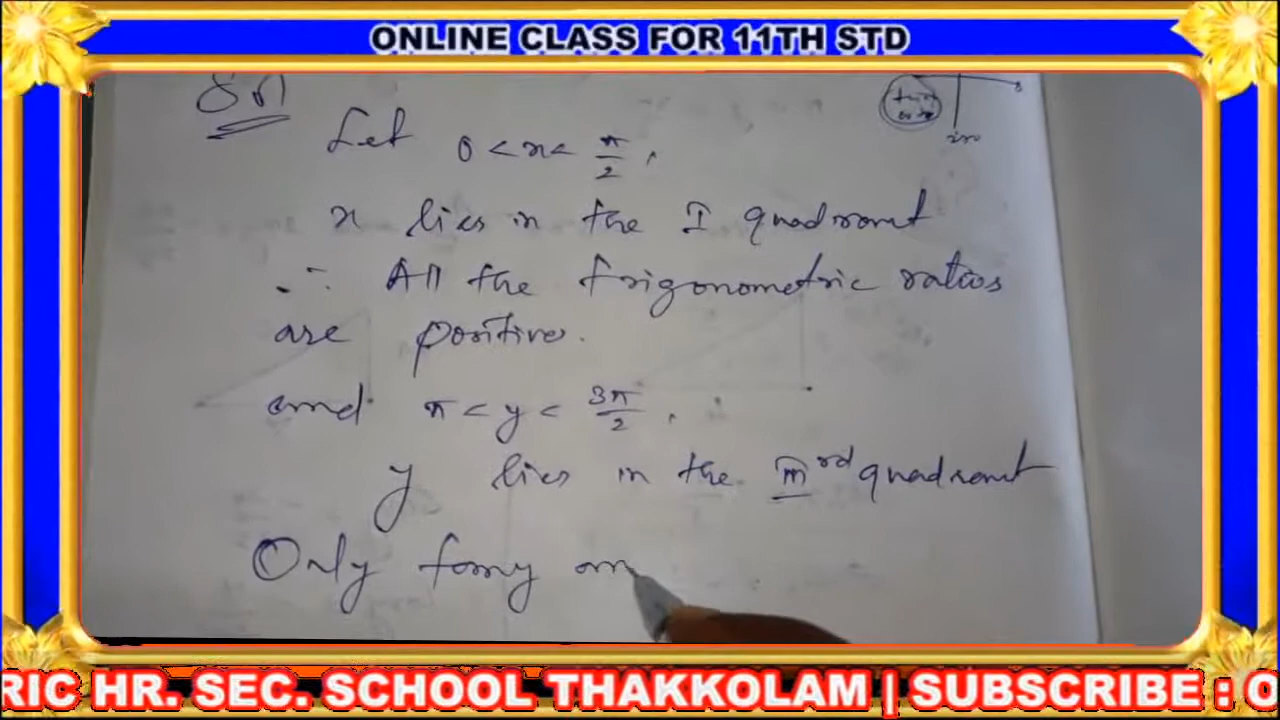 ONLINE CLASS FOR 11TH STD
Sol
Let 0 < x < π/2,
x lies in the I quadrant
∴ All the trigonometric ratios
are positive.
and π < y < 3π/2,
y lies in the III rd quadrant
Only tan y an
RIC HR. SEC. SCHOOL THAKKOLAM | SUBSCRIBE : O